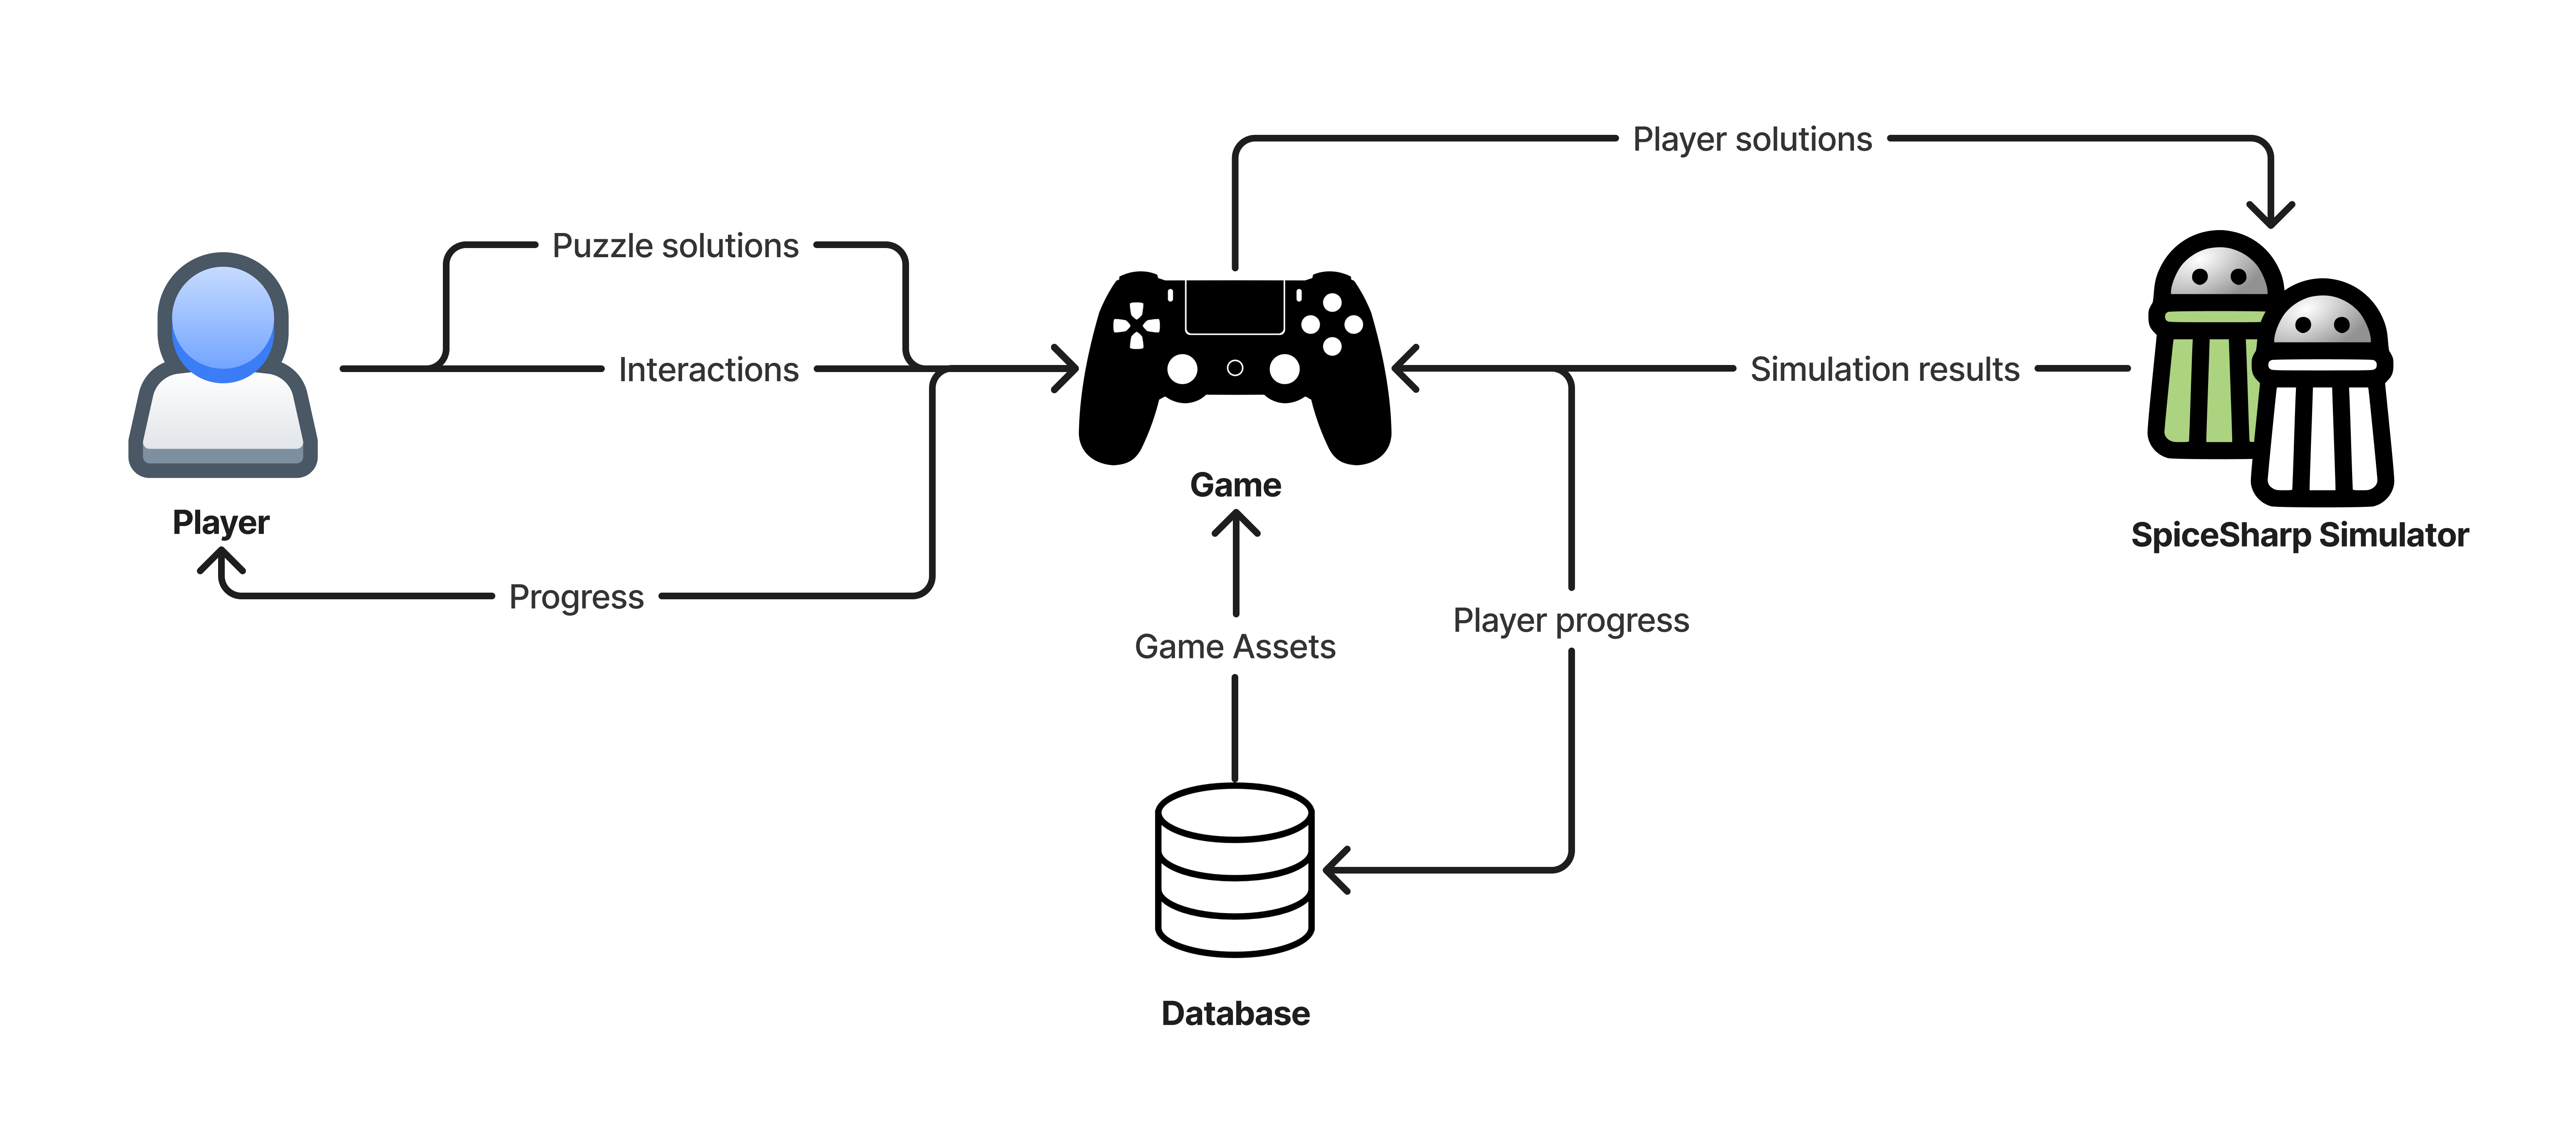 Player solutions
Puzzle solutions
Interactions
Simulation results
Game
Player
SpiceSharp Simulator
Progress
Player progress
Game Assets
Database